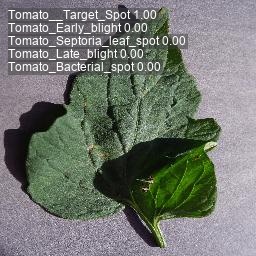 Tomato__Target_Spot 1.00
Tomato_Early_blight 0.00
Tomato_Septoria_leaf_spot 0.00
Tomato_Late_blight 0.00
Tomato_Bacterial_spot 0.00